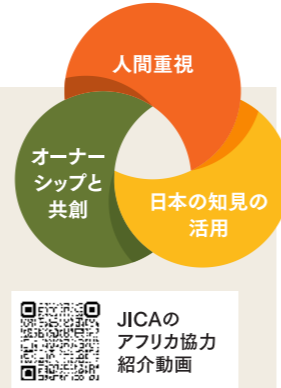 人間重視
オーナー
シップと
共創
日本の知見の
活用
JICAの
アフリカ協力
紹介動画